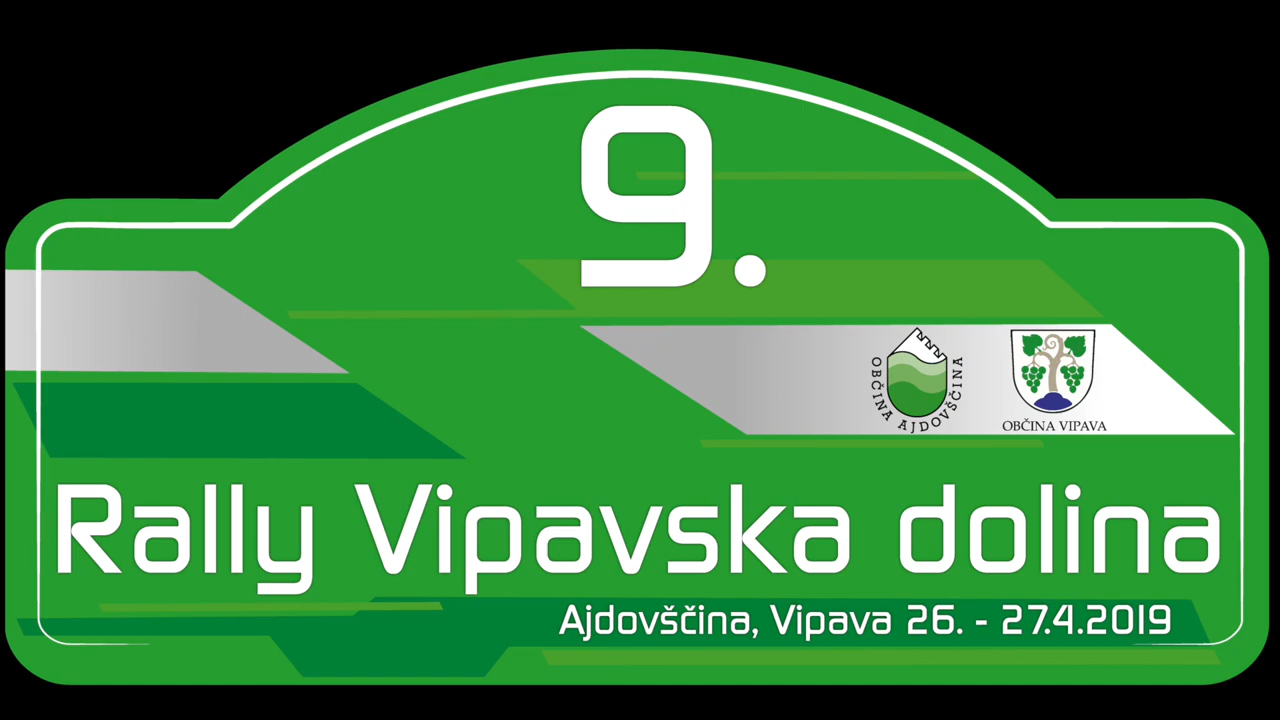 9.
OBČINA AJDOVŠČINA
OBČINA VIPAVA
Rally Vipavska dolina
Ajdovščina, Vipava 26. - 27.4.2019